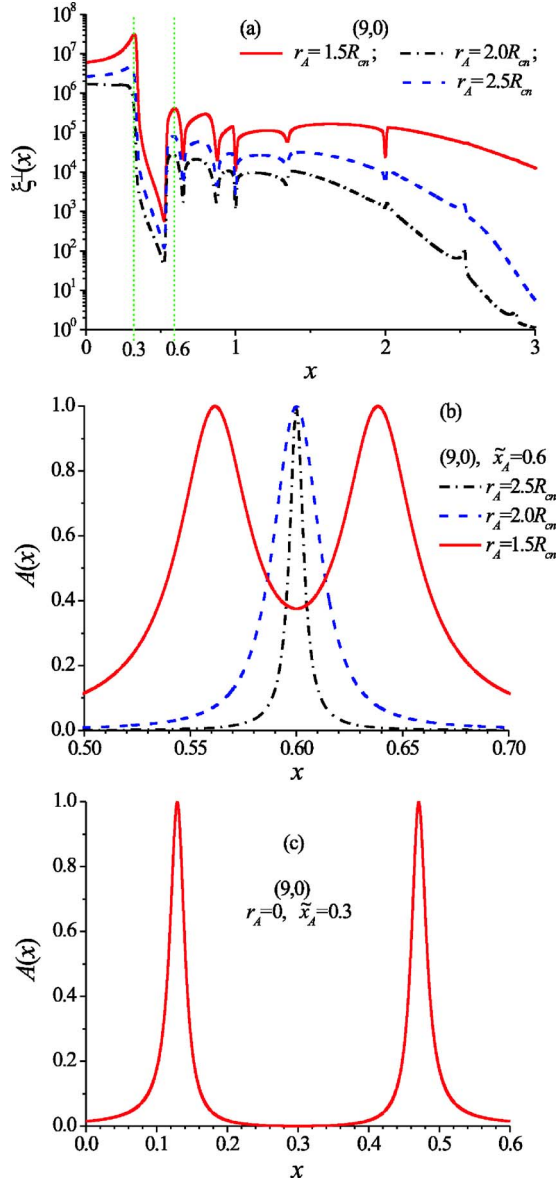 (a) (9,0)
r_A = 1.5R_cn; r_A = 2.0R_cn;
r_A = 2.5R_cn
ξ^⊥(x)
10^7
10^6
10^5
10^4
10^3
10^2
10^1
10^0
0 0.3 0.6 1 2 3
x
(b)
(9,0), x̃_A=0.6
r_A=2.5R_cn
r_A=2.0R_cn
r_A=1.5R_cn
A(x)
1.0
0.8
0.6
0.4
0.2
0.0
0.50 0.55 0.60 0.65 0.70
x
(c)
(9,0)
r_A=0, x̃_A=0.3
A(x)
1.0
0.8
0.6
0.4
0.2
0.0
0.0 0.1 0.2 0.3 0.4 0.5 0.6
x